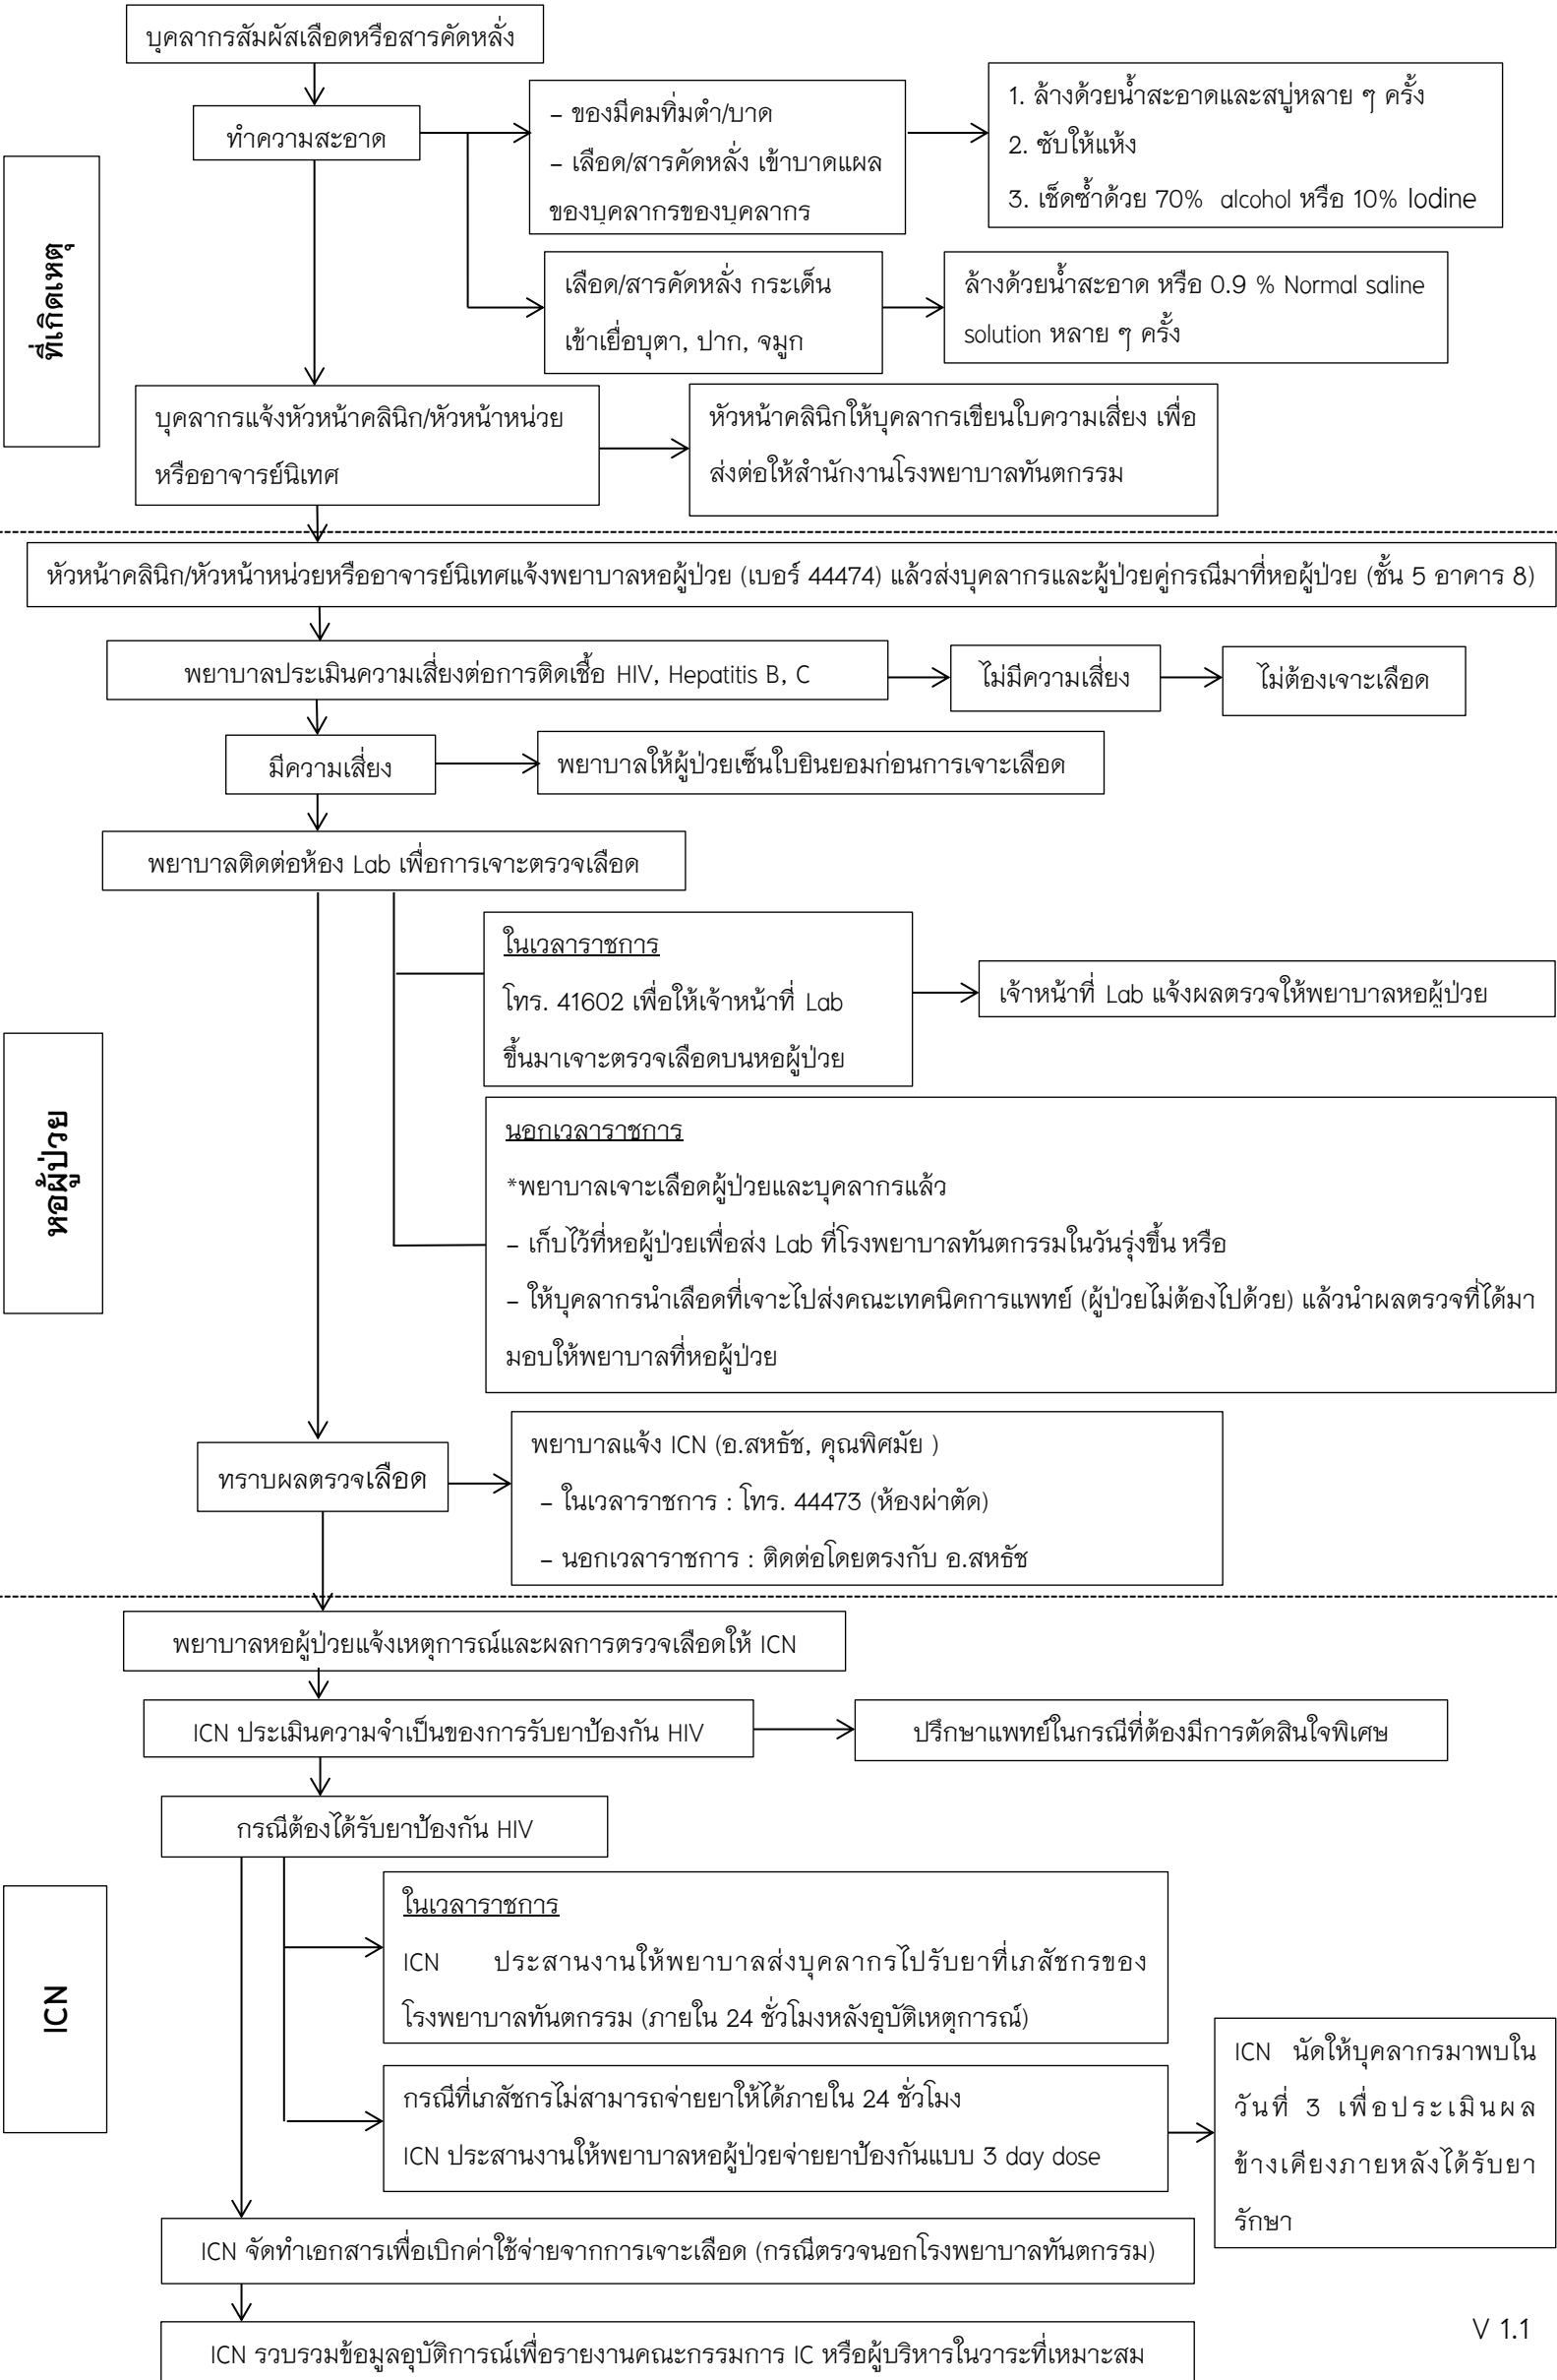 บุคลากรสัมผัสเลือดหรือสารคัดหลั่ง
ทำความสะอาด
– ของมีคมทิ่มตำ/บาด
– เลือด/สารคัดหลั่ง เข้าบาดแผล
ของบุคลากรของบุคลากร
1. ล้างด้วยน้ำสะอาดและสบู่หลาย ๆ ครั้ง
2. ซับให้แห้ง
3. เช็ดซ้ำด้วย 70% alcohol หรือ 10% Iodine
ที่เกิดเหตุ
เลือด/สารคัดหลั่ง กระเด็น
เข้าเยื่อบุตา, ปาก, จมูก
ล้างด้วยน้ำสะอาด หรือ 0.9 % Normal saline
solution หลาย ๆ ครั้ง
บุคลากรแจ้งหัวหน้าคลินิก/หัวหน้าหน่วย
หรืออาจารย์นิเทศ
หัวหน้าคลินิกให้บุคลากรเขียนใบความเสี่ยง เพื่อ
ส่งต่อให้สำนักงานโรงพยาบาลทันตกรรม
หัวหน้าคลินิก/หัวหน้าหน่วยหรืออาจารย์นิเทศแจ้งพยาบาลหอผู้ป่วย (เบอร์ 44474) แล้วส่งบุคลากรและผู้ป่วยคู่กรณีมาที่หอผู้ป่วย (ชั้น 5 อาคาร 8)
พยาบาลประเมินความเสี่ยงต่อการติดเชื้อ HIV, Hepatitis B, C
ไม่มีความเสี่ยง
ไม่ต้องเจาะเลือด
มีความเสี่ยง
พยาบาลให้ผู้ป่วยเซ็นใบยินยอมก่อนการเจาะเลือด
พยาบาลติดต่อห้อง Lab เพื่อการเจาะตรวจเลือด
ในเวลาราชการ
โทร. 41602 เพื่อให้เจ้าหน้าที่ Lab
ขึ้นมาเจาะตรวจเลือดบนหอผู้ป่วย
เจ้าหน้าที่ Lab แจ้งผลตรวจให้พยาบาลหอผู้ป่วย
หอผู้ป่วย
นอกเวลาราชการ
*พยาบาลเจาะเลือดผู้ป่วยและบุคลากรแล้ว
– เก็บไว้ที่หอผู้ป่วยเพื่อส่ง Lab ที่โรงพยาบาลทันตกรรมในวันรุ่งขึ้น หรือ
– ให้บุคลากรนำเลือดที่เจาะไปส่งคณะเทคนิคการแพทย์ (ผู้ป่วยไม่ต้องไปด้วย) แล้วนำผลตรวจที่ได้มา
มอบให้พยาบาลที่หอผู้ป่วย
ทราบผลตรวจเลือด
พยาบาลแจ้ง ICN (อ.สหธัช, คุณพิศมัย )
– ในเวลาราชการ : โทร. 44473 (ห้องผ่าตัด)
– นอกเวลาราชการ : ติดต่อโดยตรงกับ อ.สหธัช
พยาบาลหอผู้ป่วยแจ้งเหตุการณ์และผลการตรวจเลือดให้ ICN
ICN ประเมินความจำเป็นของการรับยาป้องกัน HIV
ปรึกษาแพทย์ในกรณีที่ต้องมีการตัดสินใจพิเศษ
กรณีต้องได้รับยาป้องกัน HIV
ICN
ในเวลาราชการ
ICN ประสานงานให้พยาบาลส่งบุคลากรไปรับยาที่เภสัชกรของ
โรงพยาบาลทันตกรรม (ภายใน 24 ชั่วโมงหลังอุบัติเหตุการณ์)
กรณีที่เภสัชกรไม่สามารถจ่ายยาให้ได้ภายใน 24 ชั่วโมง
ICN ประสานงานให้พยาบาลหอผู้ป่วยจ่ายยาป้องกันแบบ 3 day dose
ICN นัดให้บุคลากรมาพบใน
วันที่ 3 เพื่อประเมินผล
ข้างเคียงภายหลังได้รับยา
รักษา
ICN จัดทำเอกสารเพื่อเบิกค่าใช้จ่ายจากการเจาะเลือด (กรณีตรวจนอกโรงพยาบาลทันตกรรม)
ICN รวบรวมข้อมูลอุบัติการณ์เพื่อรายงานคณะกรรมการ IC หรือผู้บริหารในวาระที่เหมาะสม
V 1.1